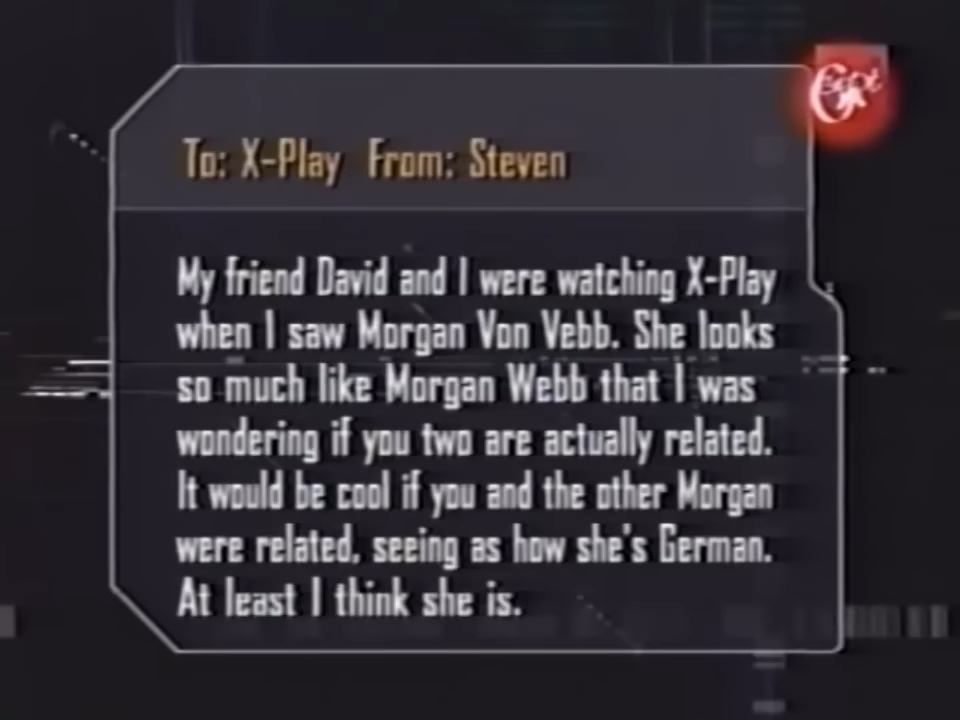 To: X-Play From: Steven
My friend David and I were watching X-Play
when I saw Morgan Von Vebb. She looks
so much like Morgan Webb that I was
wondering if you two are actually related.
It would be cool if you and the other Morgan
were related, seeing as how she's German.
At least I think she is.